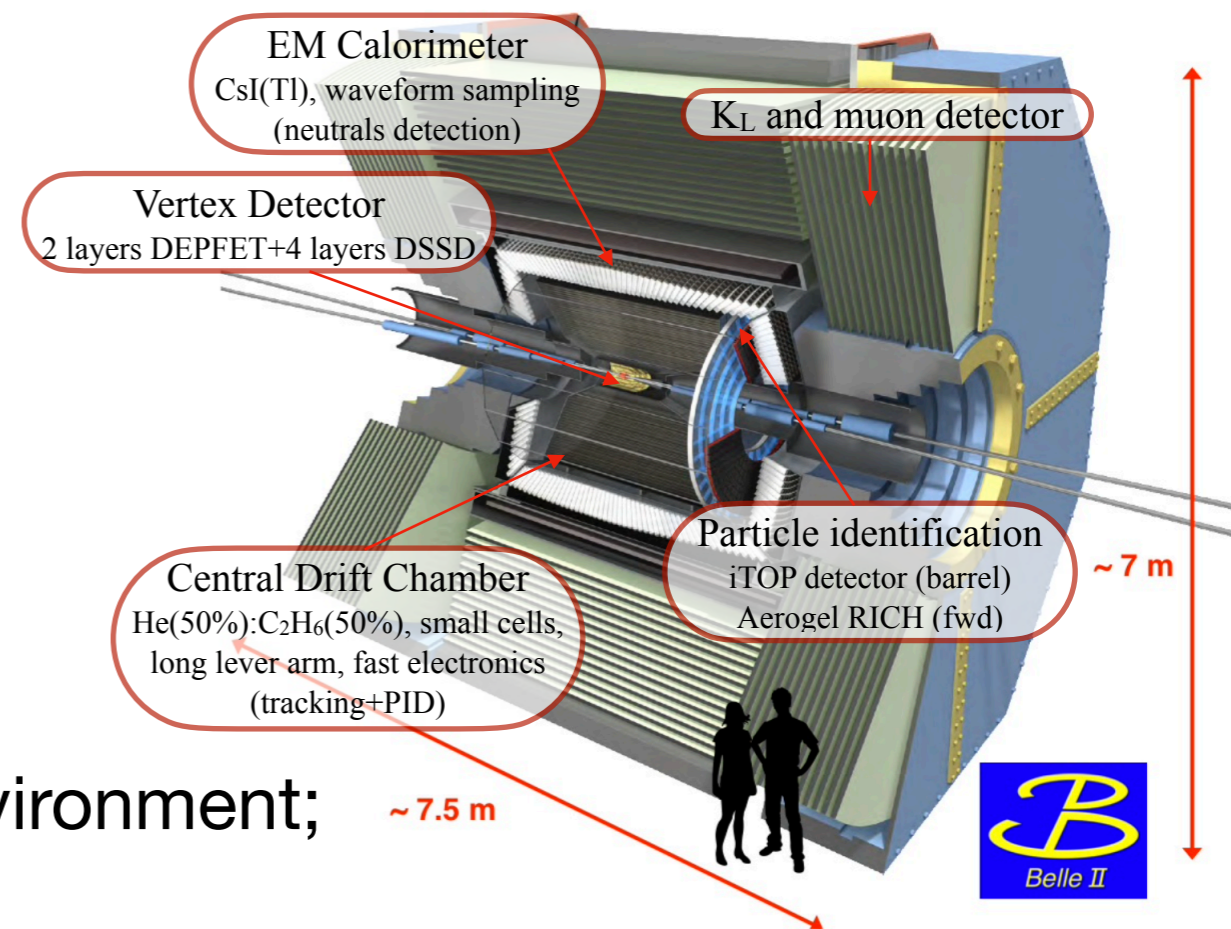 EM Calorimeter
CsI(Tl), waveform sampling
(neutrals detection)
K_L and muon detector
Vertex Detector
2 layers DEPFET+4 layers DSSD
Particle identification
iTOP detector (barrel)
Aerogel RICH (fwd)
~ 7 m
Central Drift Chamber
He(50%):C₂H₆(50%), small cells,
long lever arm, fast electronics
(tracking+PID)
vironment;
~ 7.5 m
B
Belle II